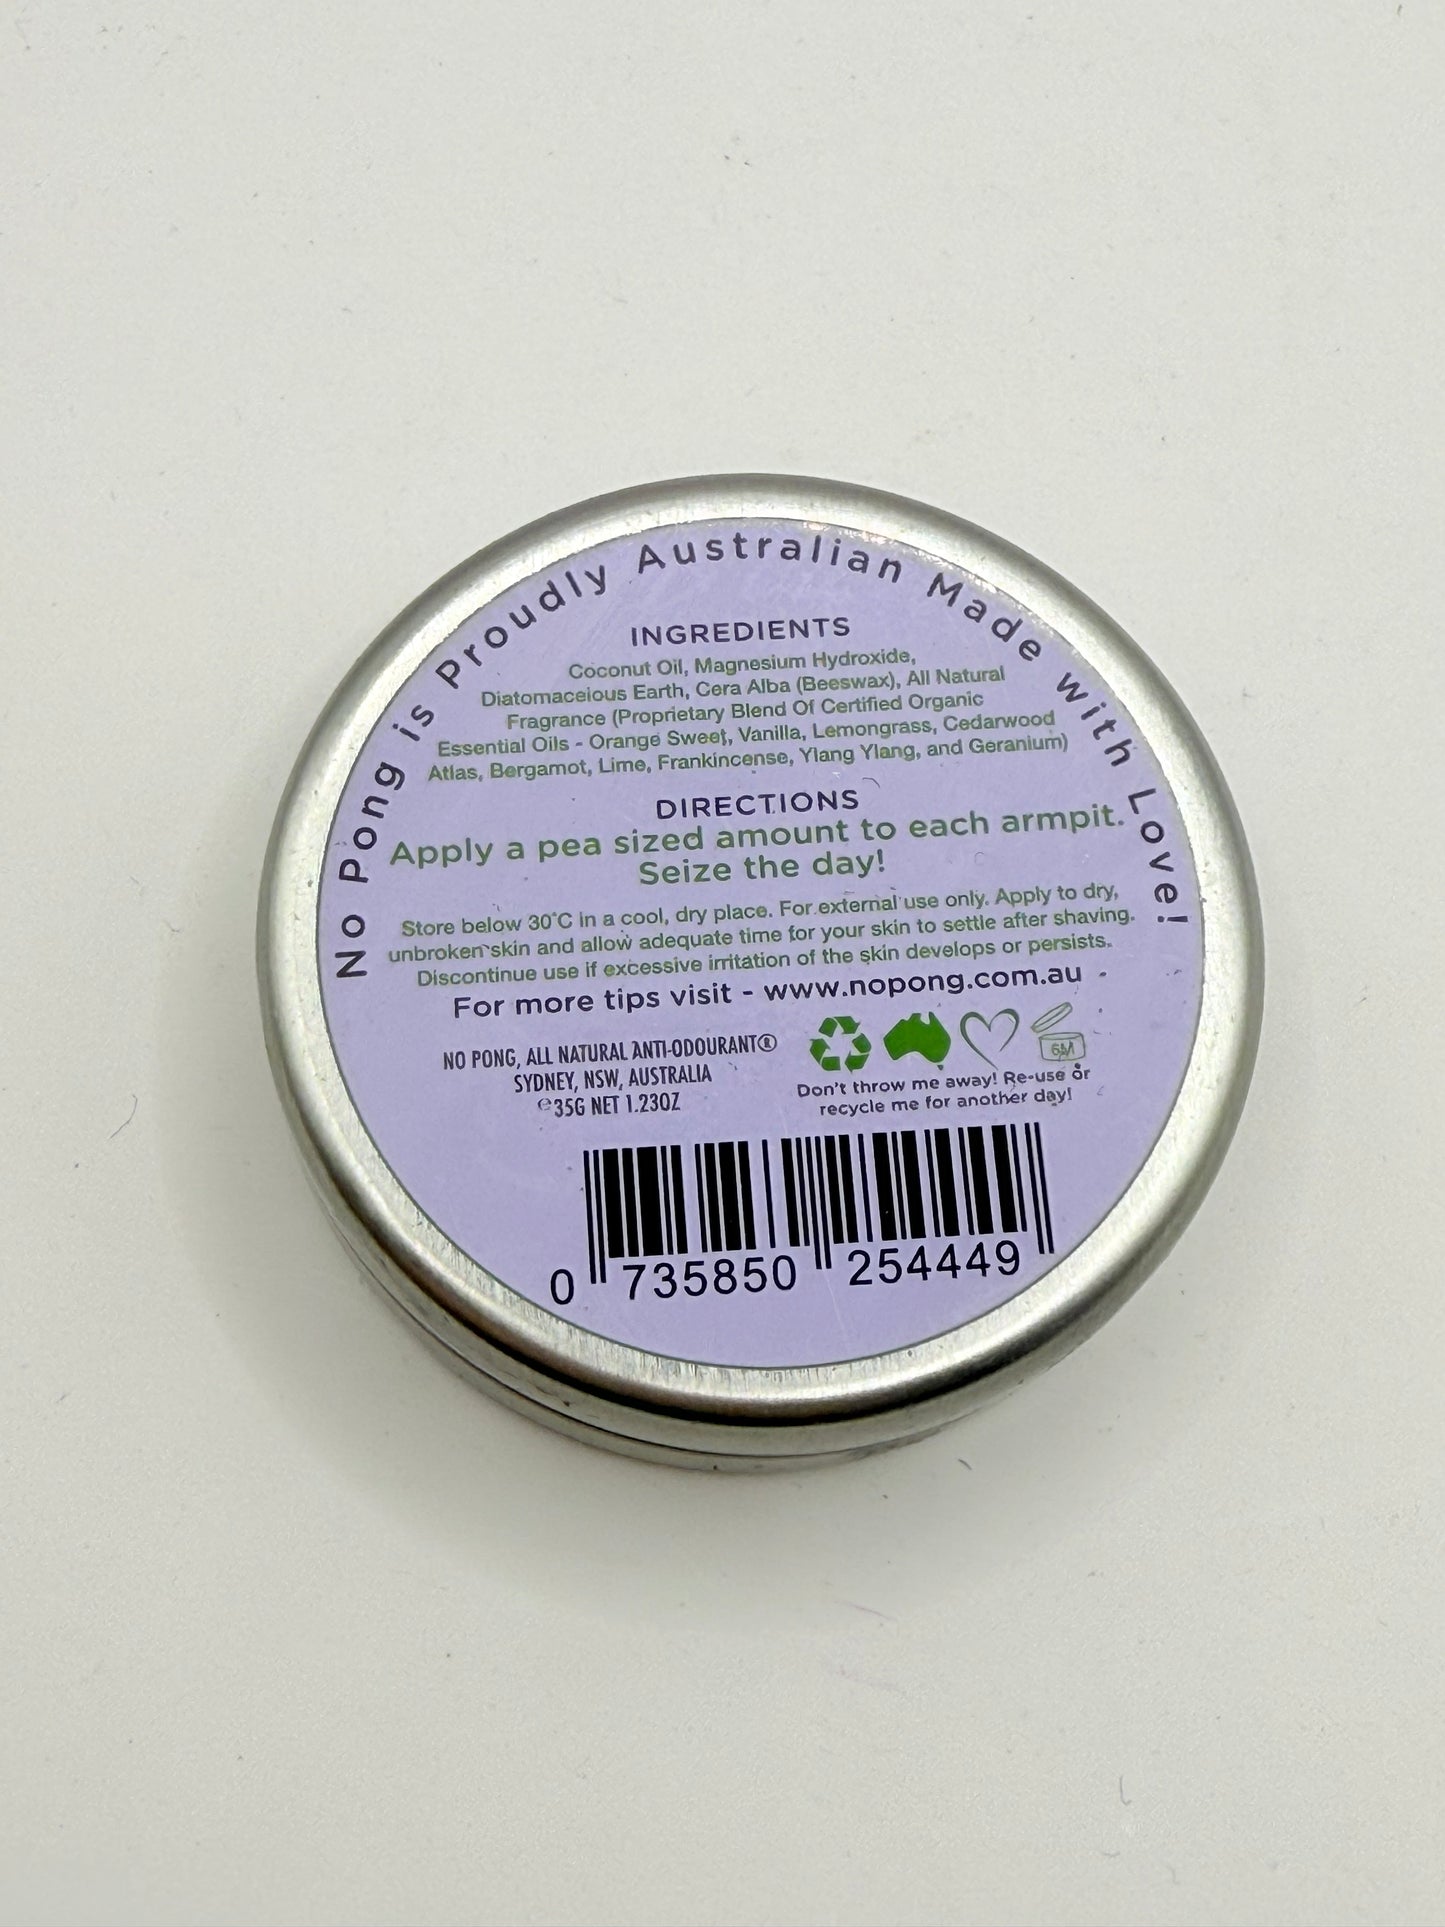 No Pong is Proudly Australian Made with Love!
INGREDIENTS
Coconut Oil, Magnesium Hydroxide,
Diatomaceious Earth, Cera Alba (Beeswax), All Natural
Fragrance (Proprietary Blend Of Certified Organic
Essential Oils - Orange Sweet, Vanilla, Lemongrass, Cedarwood
Atlas, Bergamot, Lime, Frankincense, Ylang Ylang, and Geranium)
DIRECTIONS
Apply a pea sized amount to each armpit.
Seize the day!
Store below 30°C in a cool, dry place. For external use only. Apply to dry,
unbroken skin and allow adequate time for your skin to settle after shaving.
Discontinue use if excessive irritation of the skin develops or persists.
For more tips visit - www.nopong.com.au
NO PONG, ALL NATURAL ANTI-ODOURANT®
SYDNEY, NSW, AUSTRALIA
℮35G NET 1.23OZ
6M
Don't throw me away! Re-use or
recycle me for another day!
0 735850 254449